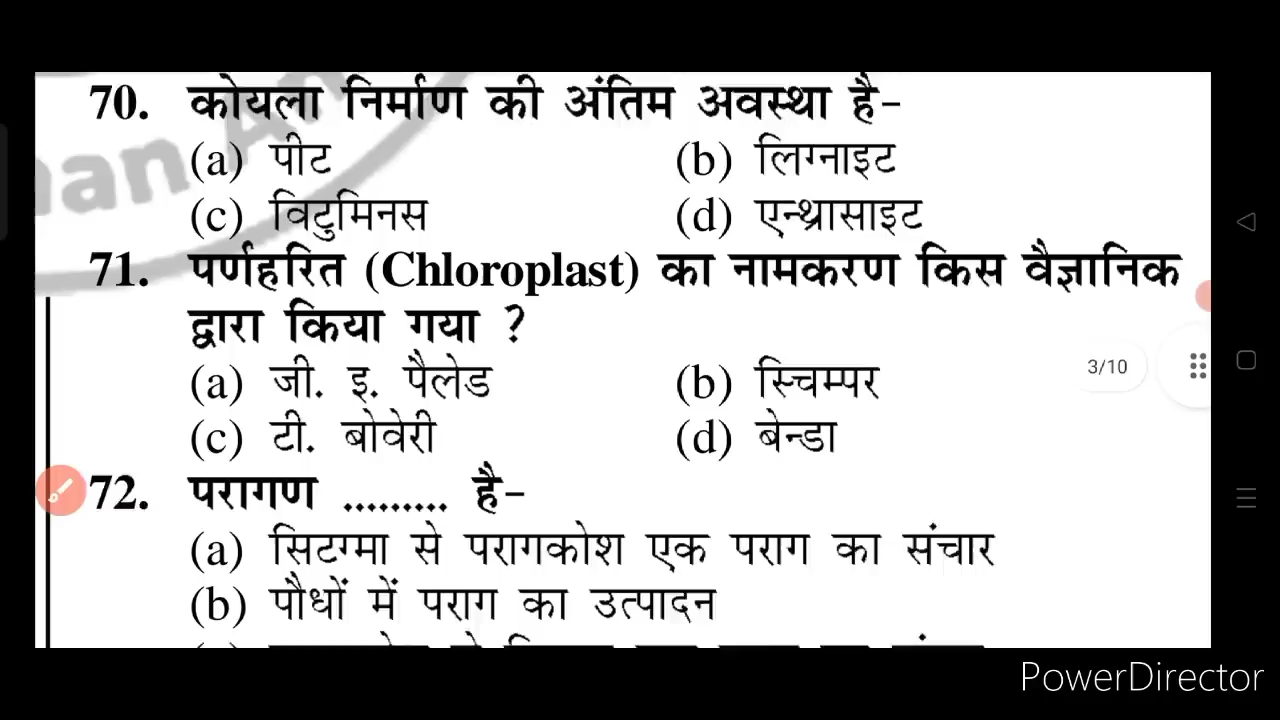 70. कोयला निर्माण की अंतिम अवस्था है-
(a) पीट (b) लिग्नाइट
(c) विटुमिनस (d) एन्थ्रासाइट
71. पर्णहरित (Chloroplast) का नामकरण किस वैज्ञानिक
द्वारा किया गया ?
(a) जी. इ. पैलेड (b) स्चिम्पर
3/10
(c) टी. बोवेरी (d) बेन्डा
72. परागण ......... है-
(a) सिटग्मा से परागकोश एक पराग का संचार
(b) पौधों में पराग का उत्पादन
PowerDirector